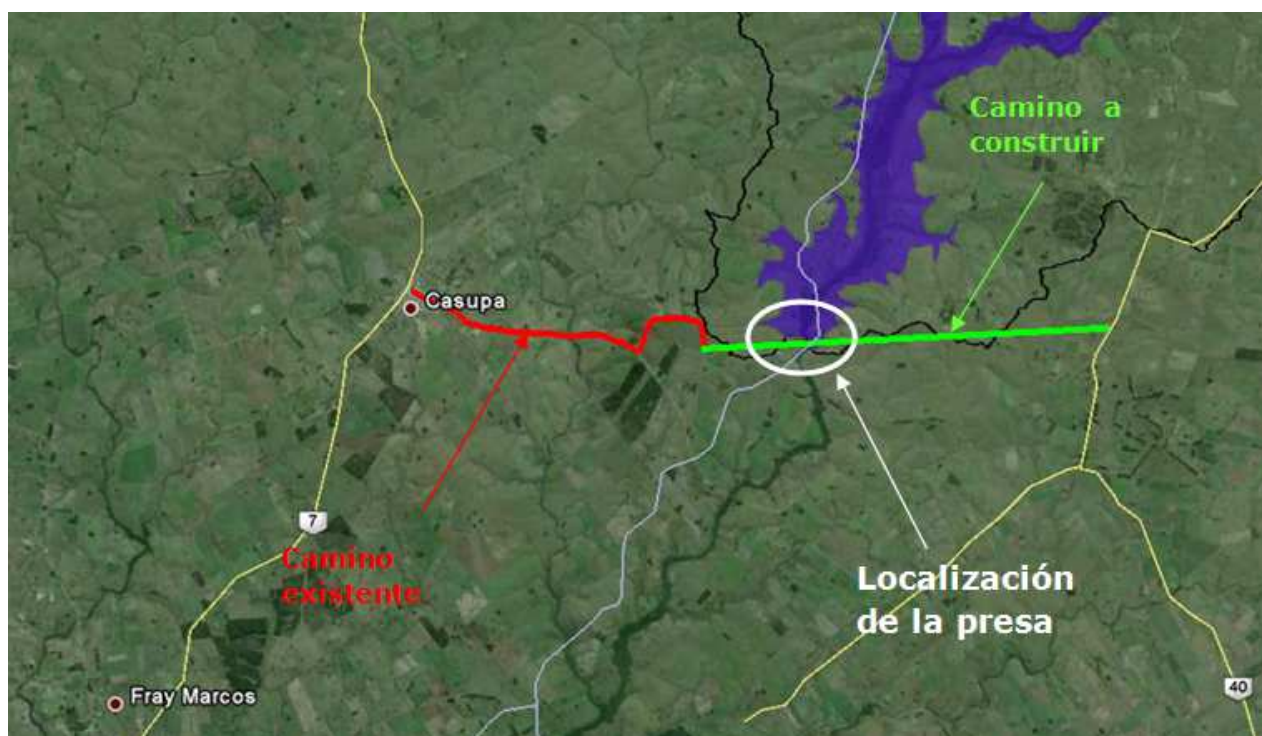 Camino a
construir
Casupa
7
Camino
existente
Localización
de la presa
Fray Marcos
40